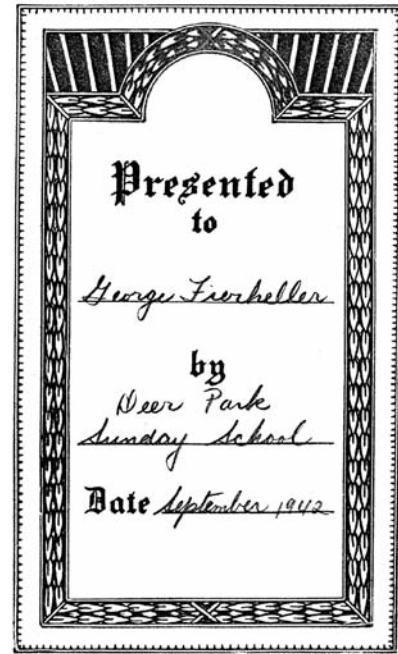 Presented
to
George Fierheller
by
Deer Park
Sunday School
Date September 1942